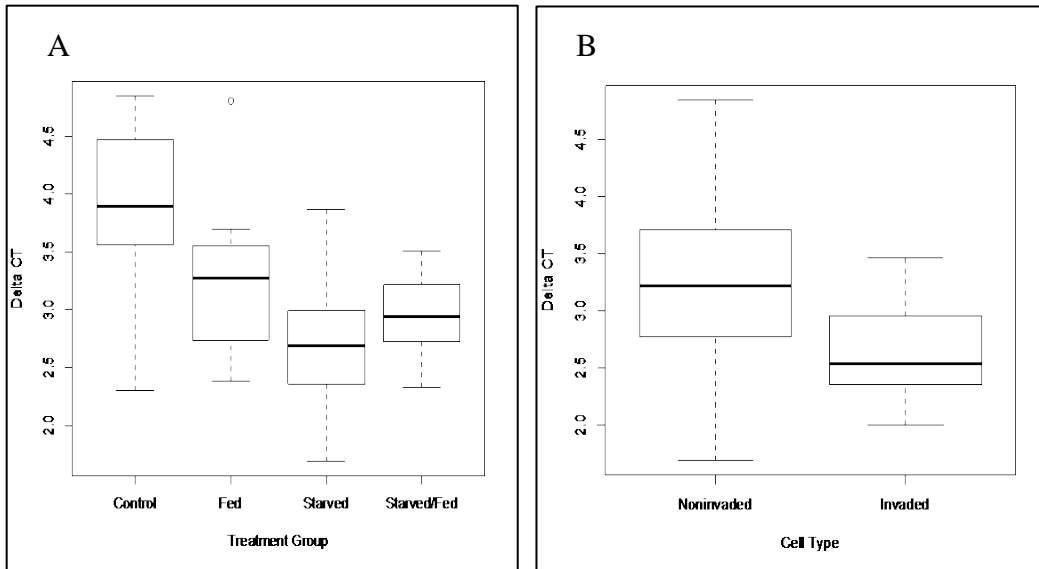 A
Delta CT
4.5
4.0
3.5
3.0
2.5
2.0
Control Fed Starved Starved/Fed
Treatment Group
B
Delta CT
4.5
4.0
3.5
3.0
2.5
2.0
Noninvaded Invaded
Cell Type